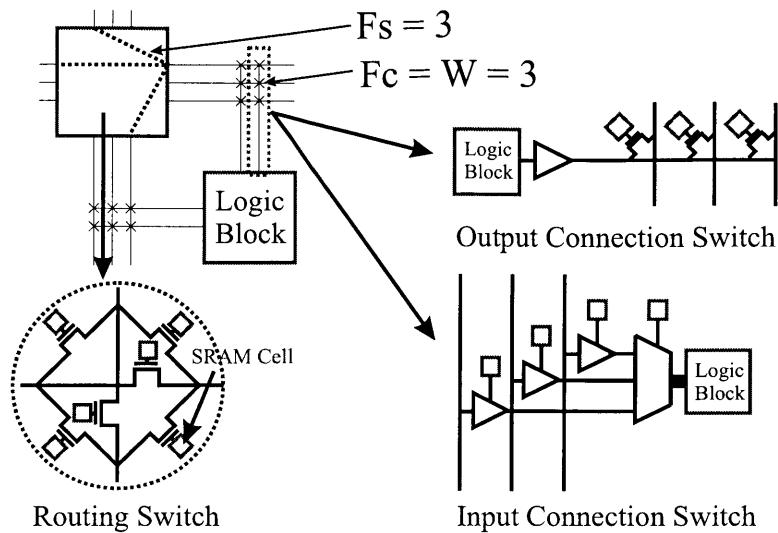 Fs = 3
Fc = W = 3
Logic
Block
Output Connection Switch
Logic
Block
SRAM Cell
Logic
Block
Routing Switch
Input Connection Switch